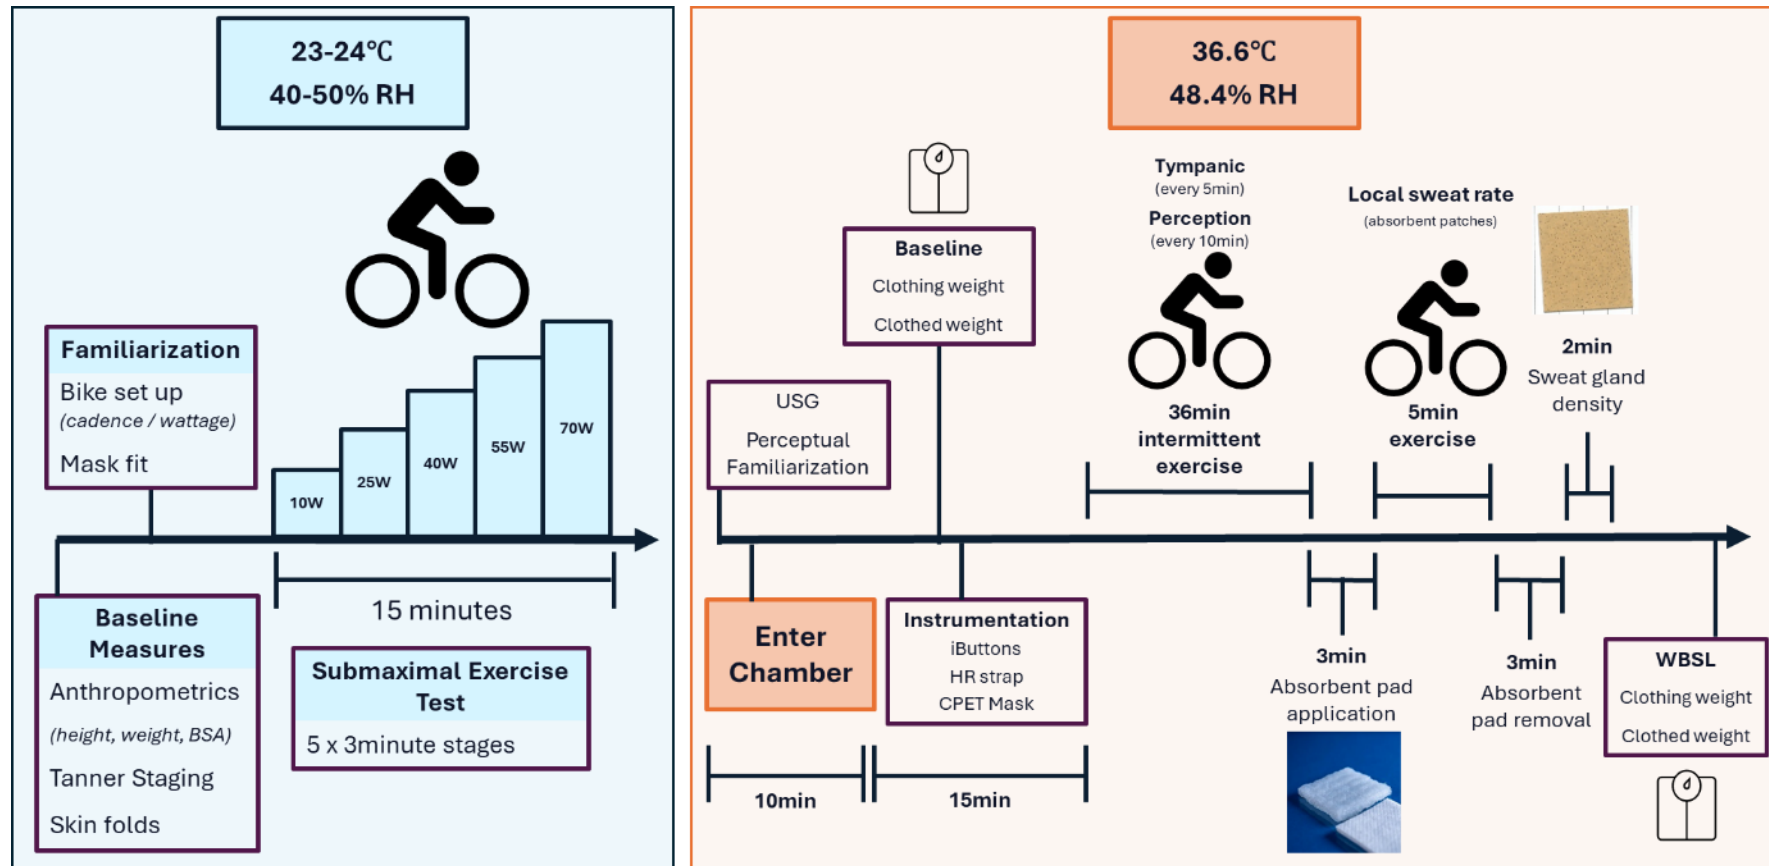 23-24℃
40-50% RH
Familiarization
Bike set up
(cadence / wattage)
Mask fit
10W
25W
40W
55W
70W
15 minutes
Baseline
Measures
Anthropometrics
(height, weight, BSA)
Tanner Staging
Skin folds
Submaximal Exercise
Test
5 x 3minute stages
36.6℃
48.4% RH
Baseline
Clothing weight
Clothed weight
USG
Perceptual
Familiarization
Tympanic
(every 5min)
Perception
(every 10min)
36min
intermittent
exercise
Local sweat rate
(absorbent patches)
5min
exercise
2min
Sweat gland
density
Enter
Chamber
Instrumentation
iButtons
HR strap
CPET Mask
10min
15min
3min
Absorbent pad
application
3min
Absorbent
pad removal
WBSL
Clothing weight
Clothed weight